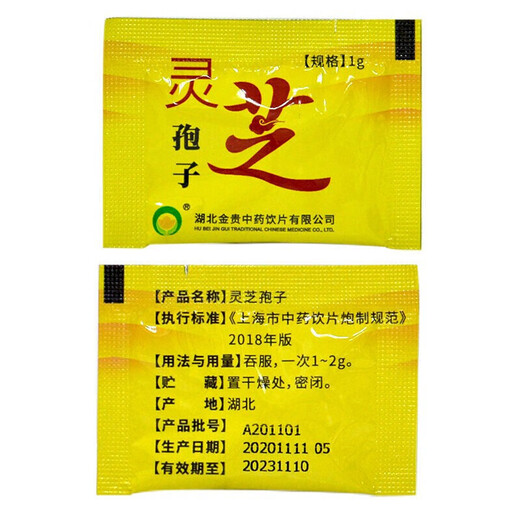 【规格】1g
灵芝
孢子
®
湖北金贵中药饮片有限公司
HU BEI JIN GUI TRADITIONAL CHINESE MEDICINE CO., LTD.
【产品名称】灵芝孢子
【执行标准】《上海市中药饮片炮制规范》
2018年版
【用法与用量】吞服,一次1~2g。
【贮 藏】置干燥处,密闭。
【产 地】湖北
【产品批号】 A201101
【生产日期】 20201111 05
【有效期至】 20231110